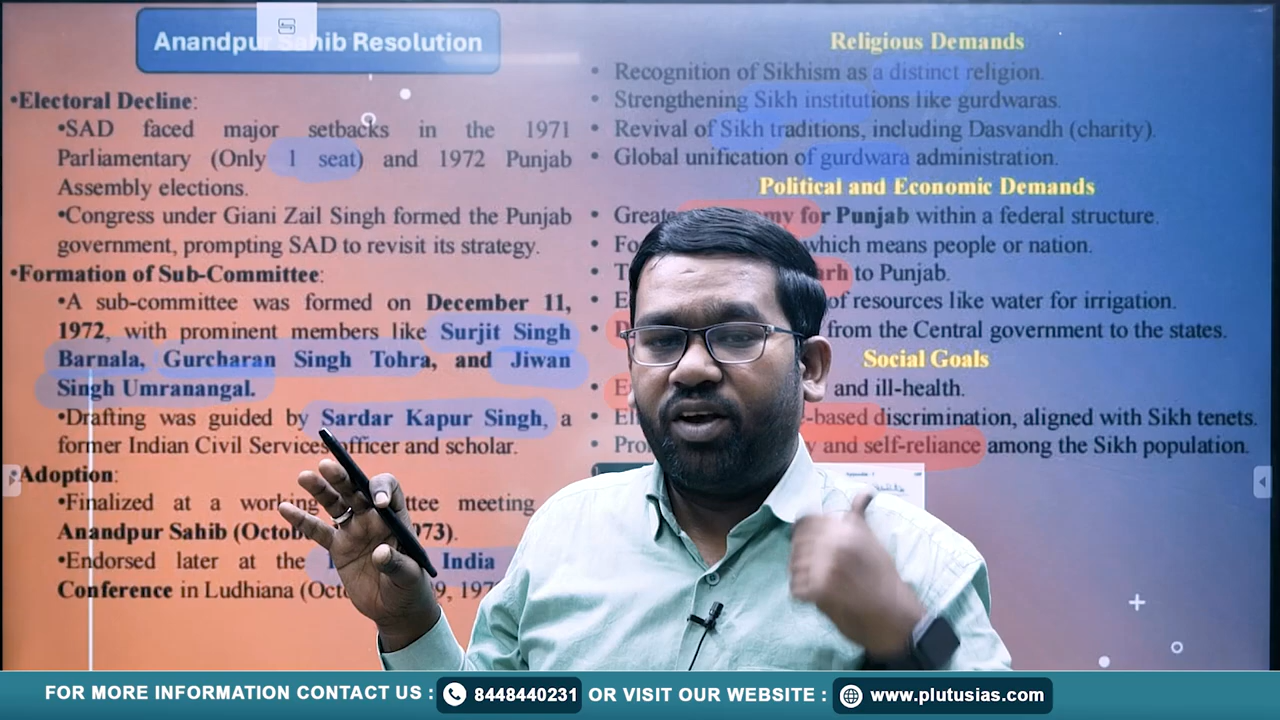 Anandpur Sahib Resolution
•Electoral Decline:
•SAD faced major setbacks in the 1971
Parliamentary (Only 1 seat) and 1972 Punjab
Assembly elections.
•Congress under Giani Zail Singh formed the Punjab
government, prompting SAD to revisit its strategy.
•Formation of Sub-Committee:
•A sub-committee was formed on December 11,
1972, with prominent members like Surjit Singh
Barnala, Gurcharan Singh Tohra, and Jiwan
Singh Umranangal.
•Drafting was guided by Sardar Kapur Singh, a
former Indian Civil Services officer and scholar.
•Adoption:
•Finalized at a working meeting
Anandpur Sahib
•Endorsed later at the India
Conference in Ludhiana
Religious Demands
• Recognition of Sikhism as a distinct religion.
• Strengthening Sikh institutions like gurdwaras.
• Revival of Sikh traditions, including Dasvandh (charity).
• Global unification of gurdwara administration.
Political and Economic Demands
• for Punjab within a federal structure.
• which means people or nation.
• to Punjab.
• of resources like water for irrigation.
• from the Central government to the states.
Social Goals
• and ill-health.
• discrimination, aligned with Sikh tenets.
• and self-reliance among the Sikh population.
FOR MORE INFORMATION CONTACT US : 8448440231 OR VISIT OUR WEBSITE : www.plutusias.com